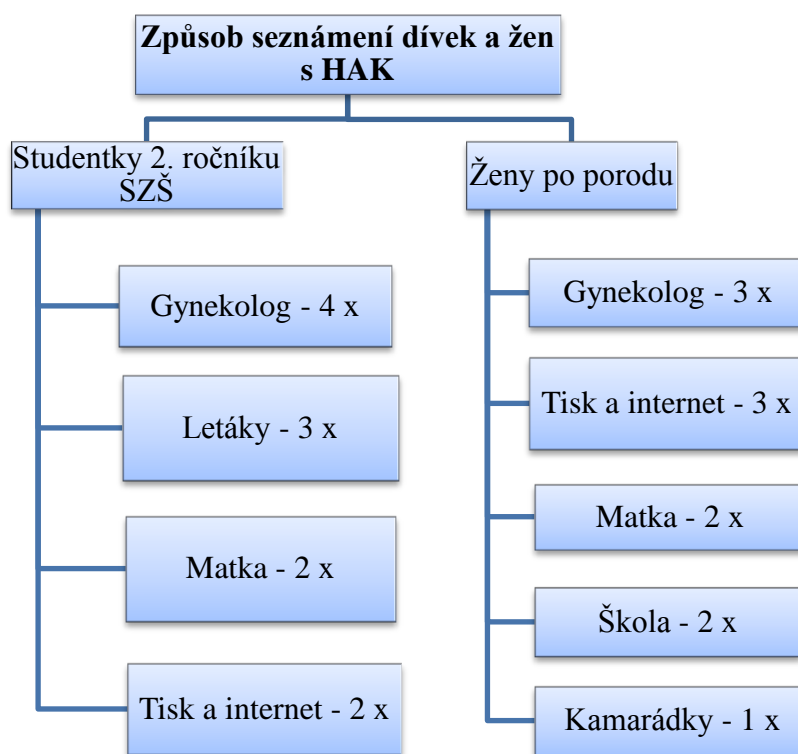 Způsob seznámení dívek a žen
s HAK
Studentky 2. ročníku
SZŠ
Gynekolog - 4 x
Letáky - 3 x
Matka - 2 x
Tisk a internet - 2 x
Ženy po porodu
Gynekolog - 3 x
Tisk a internet - 3 x
Matka - 2 x
Škola - 2 x
Kamarádky - 1 x